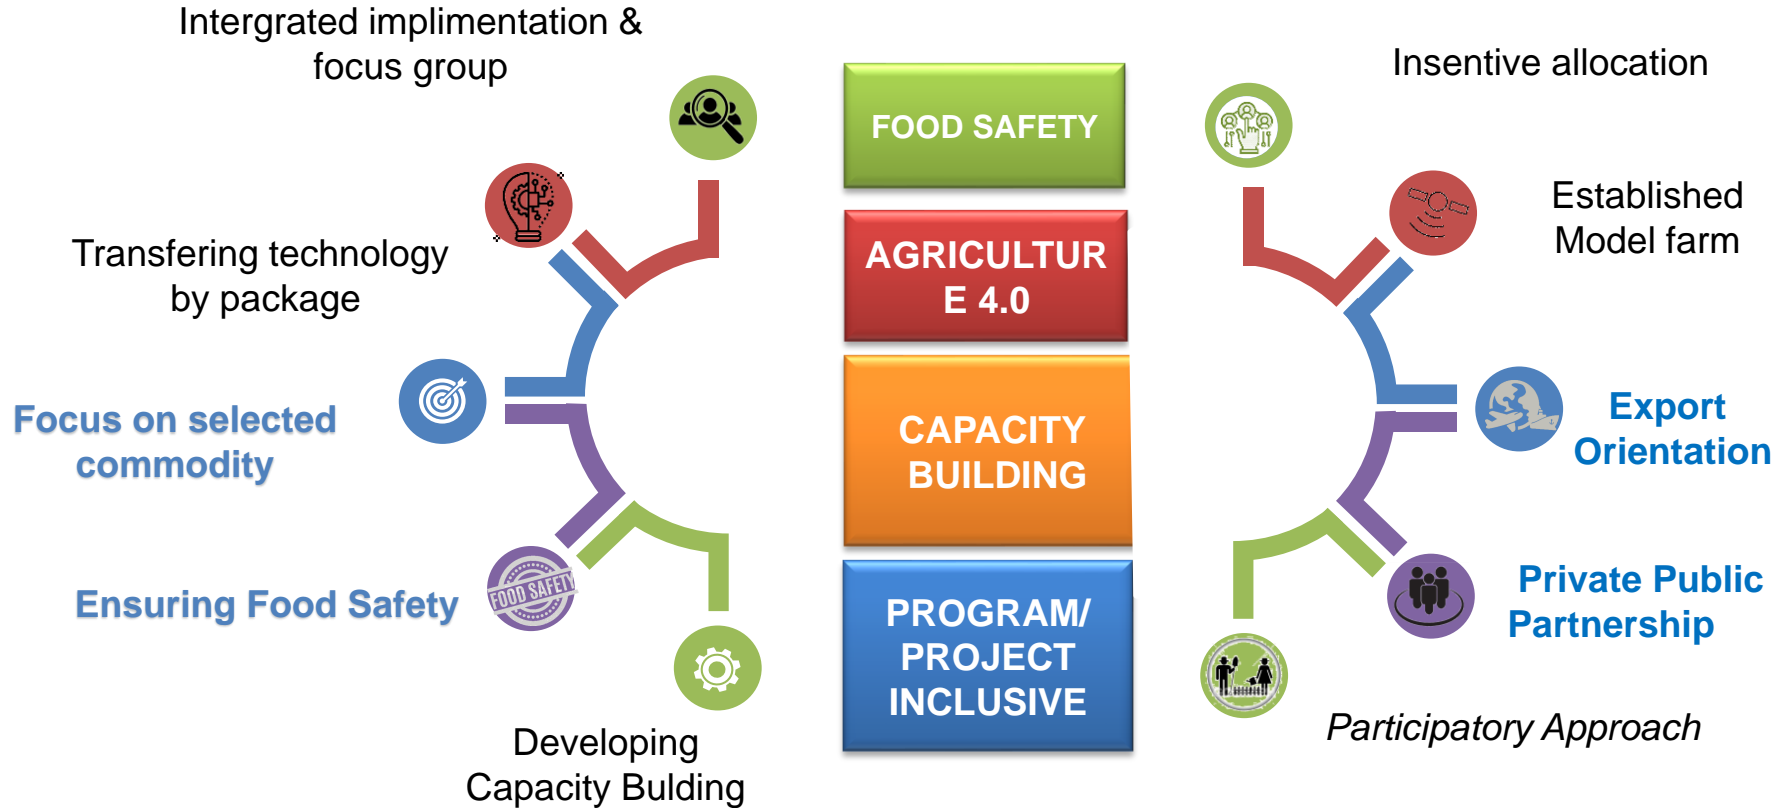 Intergrated implimentation &
focus group
Transfering technology
by package
Focus on selected
commodity
Ensuring Food Safety
FOOD SAFETY
Developing
Capacity Bulding
FOOD SAFETY
AGRICULTUR
E 4.0
CAPACITY
BUILDING
PROGRAM/
PROJECT
INCLUSIVE
Insentive allocation
Established
Model farm
Export
Orientation
Private Public
Partnership
Participatory Approach